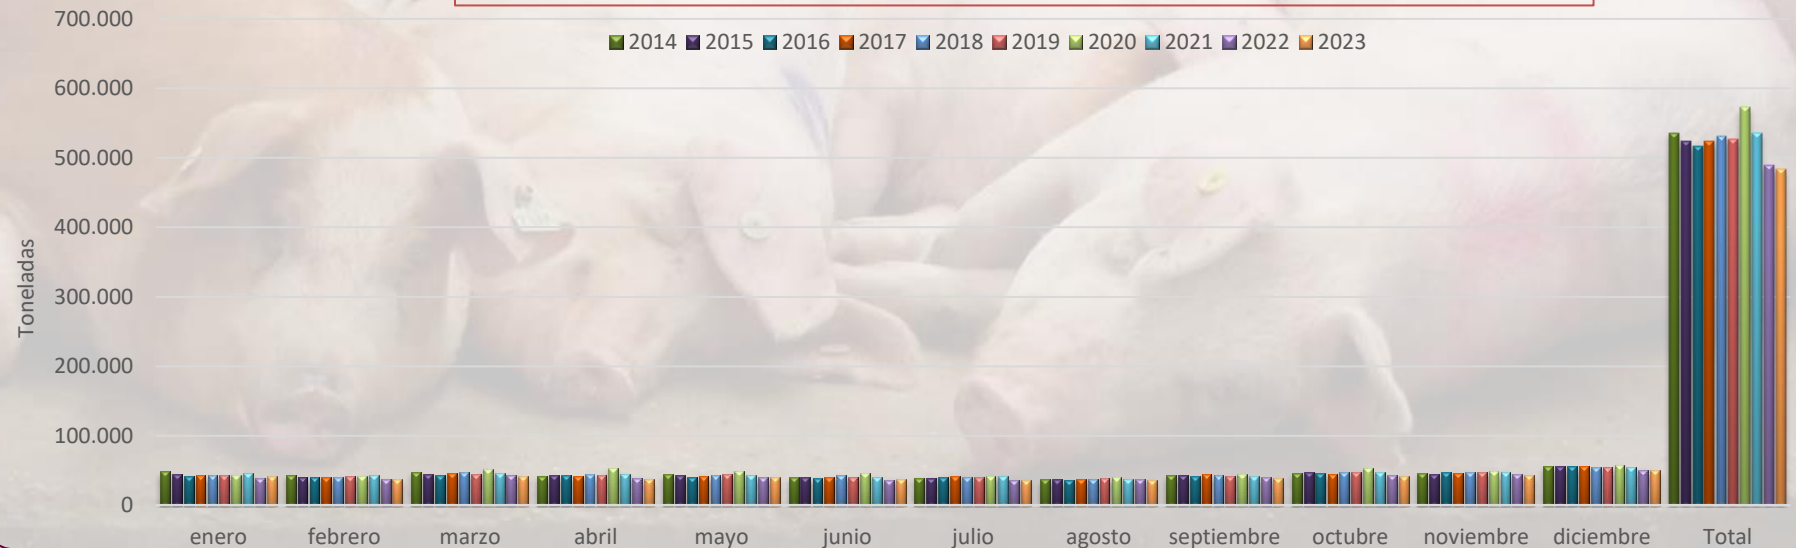 700.000
2014 2015 2016 2017 2018 2019 2020 2021 2022 2023
600.000
500.000
400.000
300.000
200.000
100.000
0
Toneladas
enero febrero marzo abril mayo junio julio agosto septiembre octubre noviembre diciembre Total